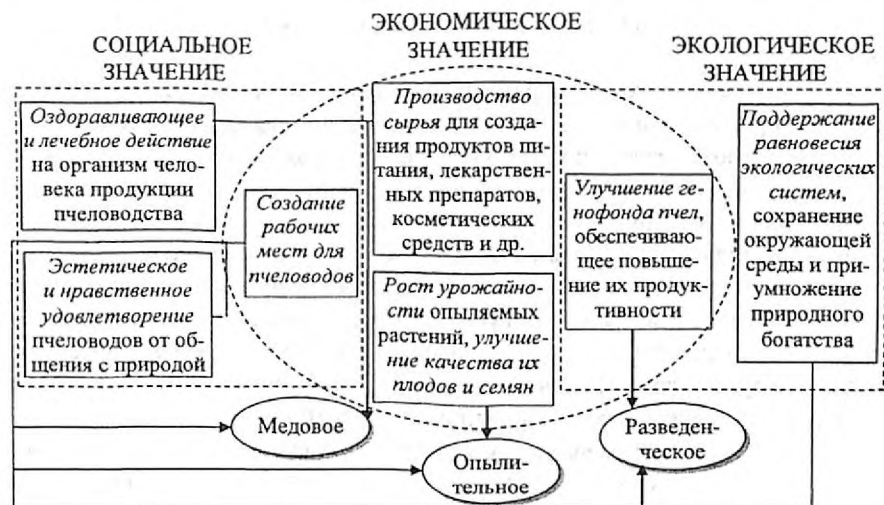 СОЦИАЛЬНОЕ
ЗНАЧЕНИЕ
ЭКОНОМИЧЕСКОЕ
ЗНАЧЕНИЕ
ЭКОЛОГИЧЕСКОЕ
ЗНАЧЕНИЕ
Оздоравливающее
и лечебное действие
на организм чело-
века продукции
пчеловодства
Эстетическое
и нравственное
удовлетворение
пчеловодов от об-
щения с природой
Создание
рабочих
мест для
пчеловодов
Производство
сырья для созда-
ния продуктов пи-
тания, лекарствен-
ных препаратов,
косметических
средств и др.
Рост урожайно-
сти опыляемых
растений, улучше-
ние качества их
плодов и семян
Улучшение ге-
нофонда пчел,
обеспечиваю-
щее повыше-
ние их продук-
тивности
Поддержание
равновесия
экологических
систем,
сохранение
окружающей
среды и при-
умножение
природного
богатства
Медовое
Опыли-
тельное
Разведен-
ческое